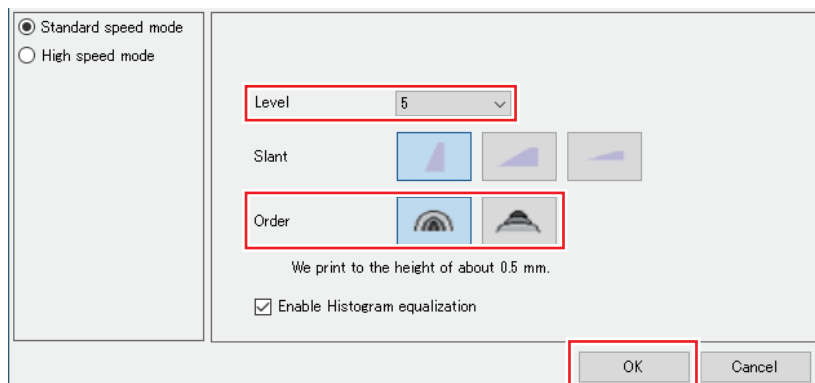 Standard speed mode
High speed mode
Level 5
Slant
Order
We print to the height of about 0.5 mm.
Enable Histogram equalization
OK Cancel